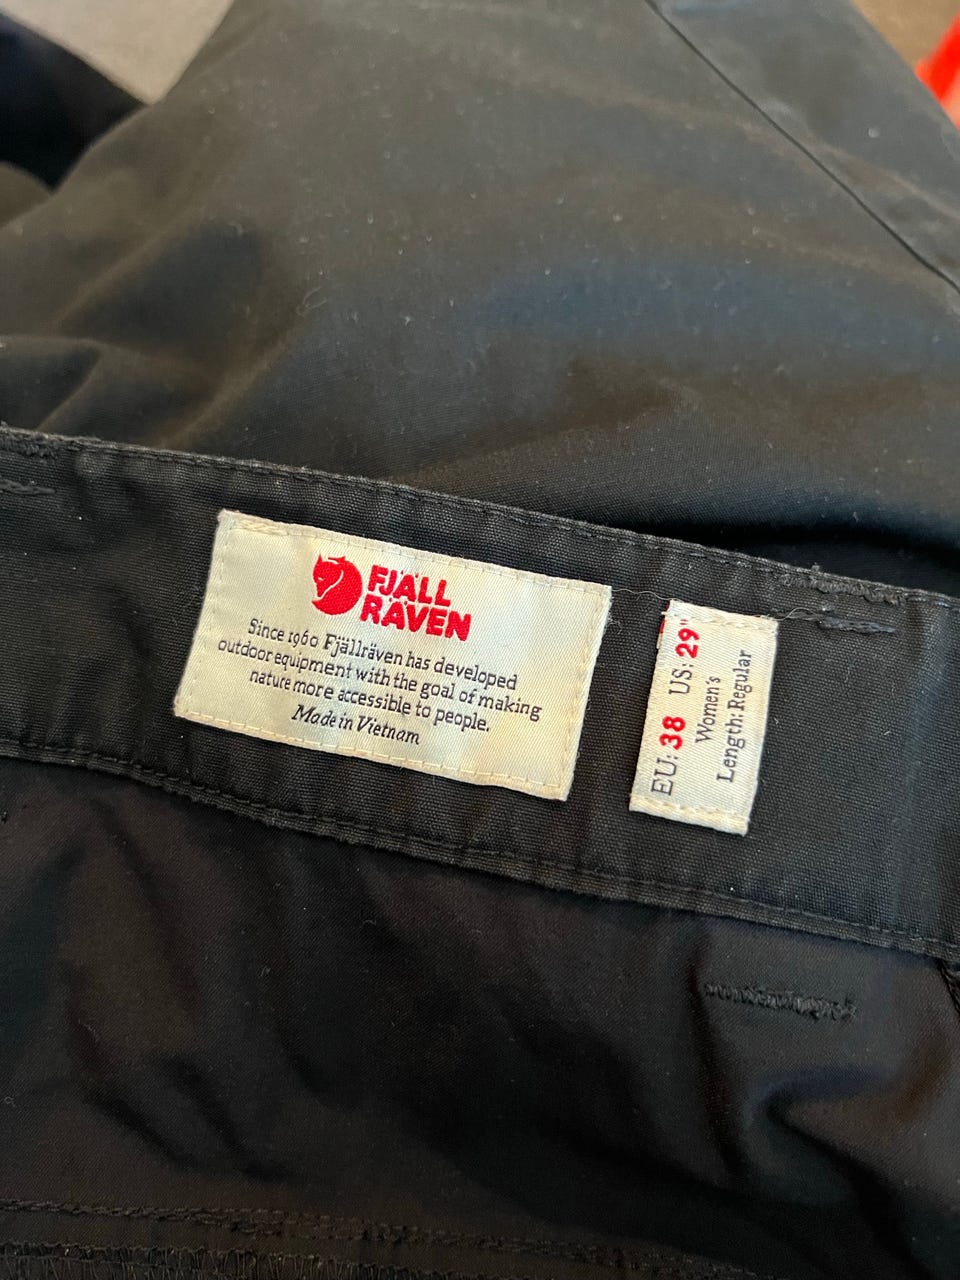 FJÄLL
RÄVEN
Since 1960 Fjällräven has developed
outdoor equipment with the goal of making
nature more accessible to people.
Made in Vietnam
EU: 38 US: 29"
Women's
Length: Regular